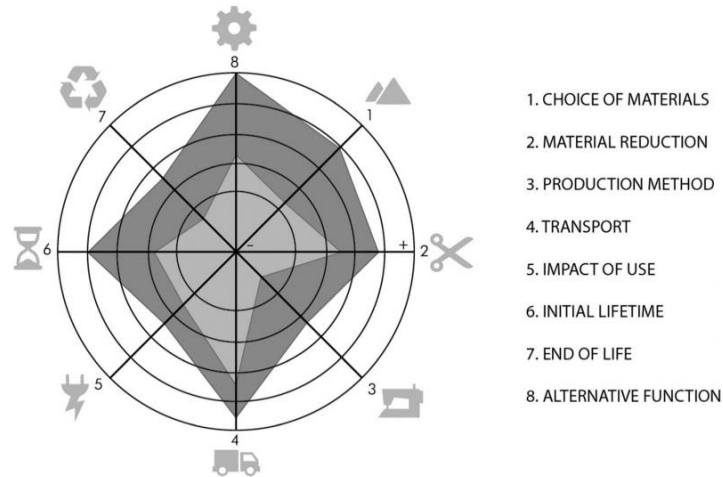 8
7
1
6
-
+
2
5
3
4
1. CHOICE OF MATERIALS
2. MATERIAL REDUCTION
3. PRODUCTION METHOD
4. TRANSPORT
5. IMPACT OF USE
6. INITIAL LIFETIME
7. END OF LIFE
8. ALTERNATIVE FUNCTION